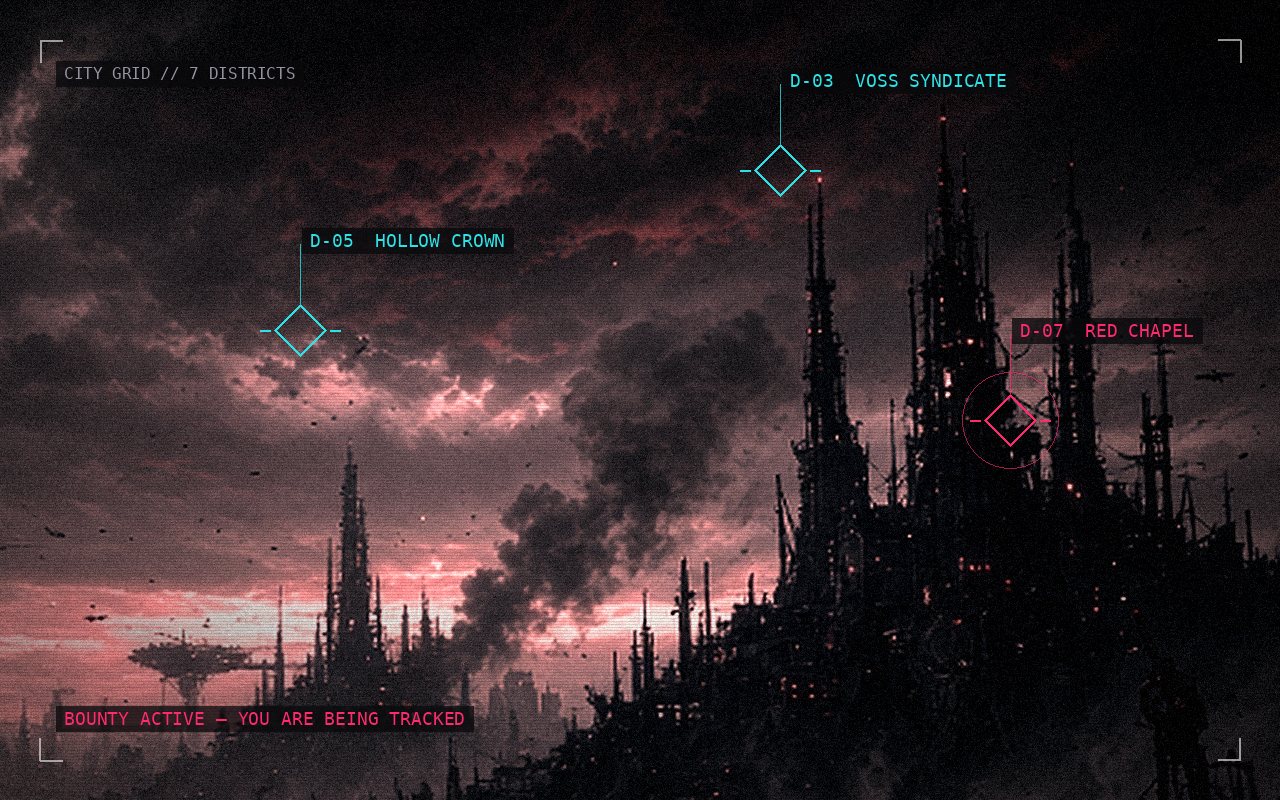 CITY GRID // 7 DISTRICTS
D-03  VOSS SYNDICATE
D-05  HOLLOW CROWN
D-07  RED CHAPEL
BOUNTY ACTIVE — YOU ARE BEING TRACKED